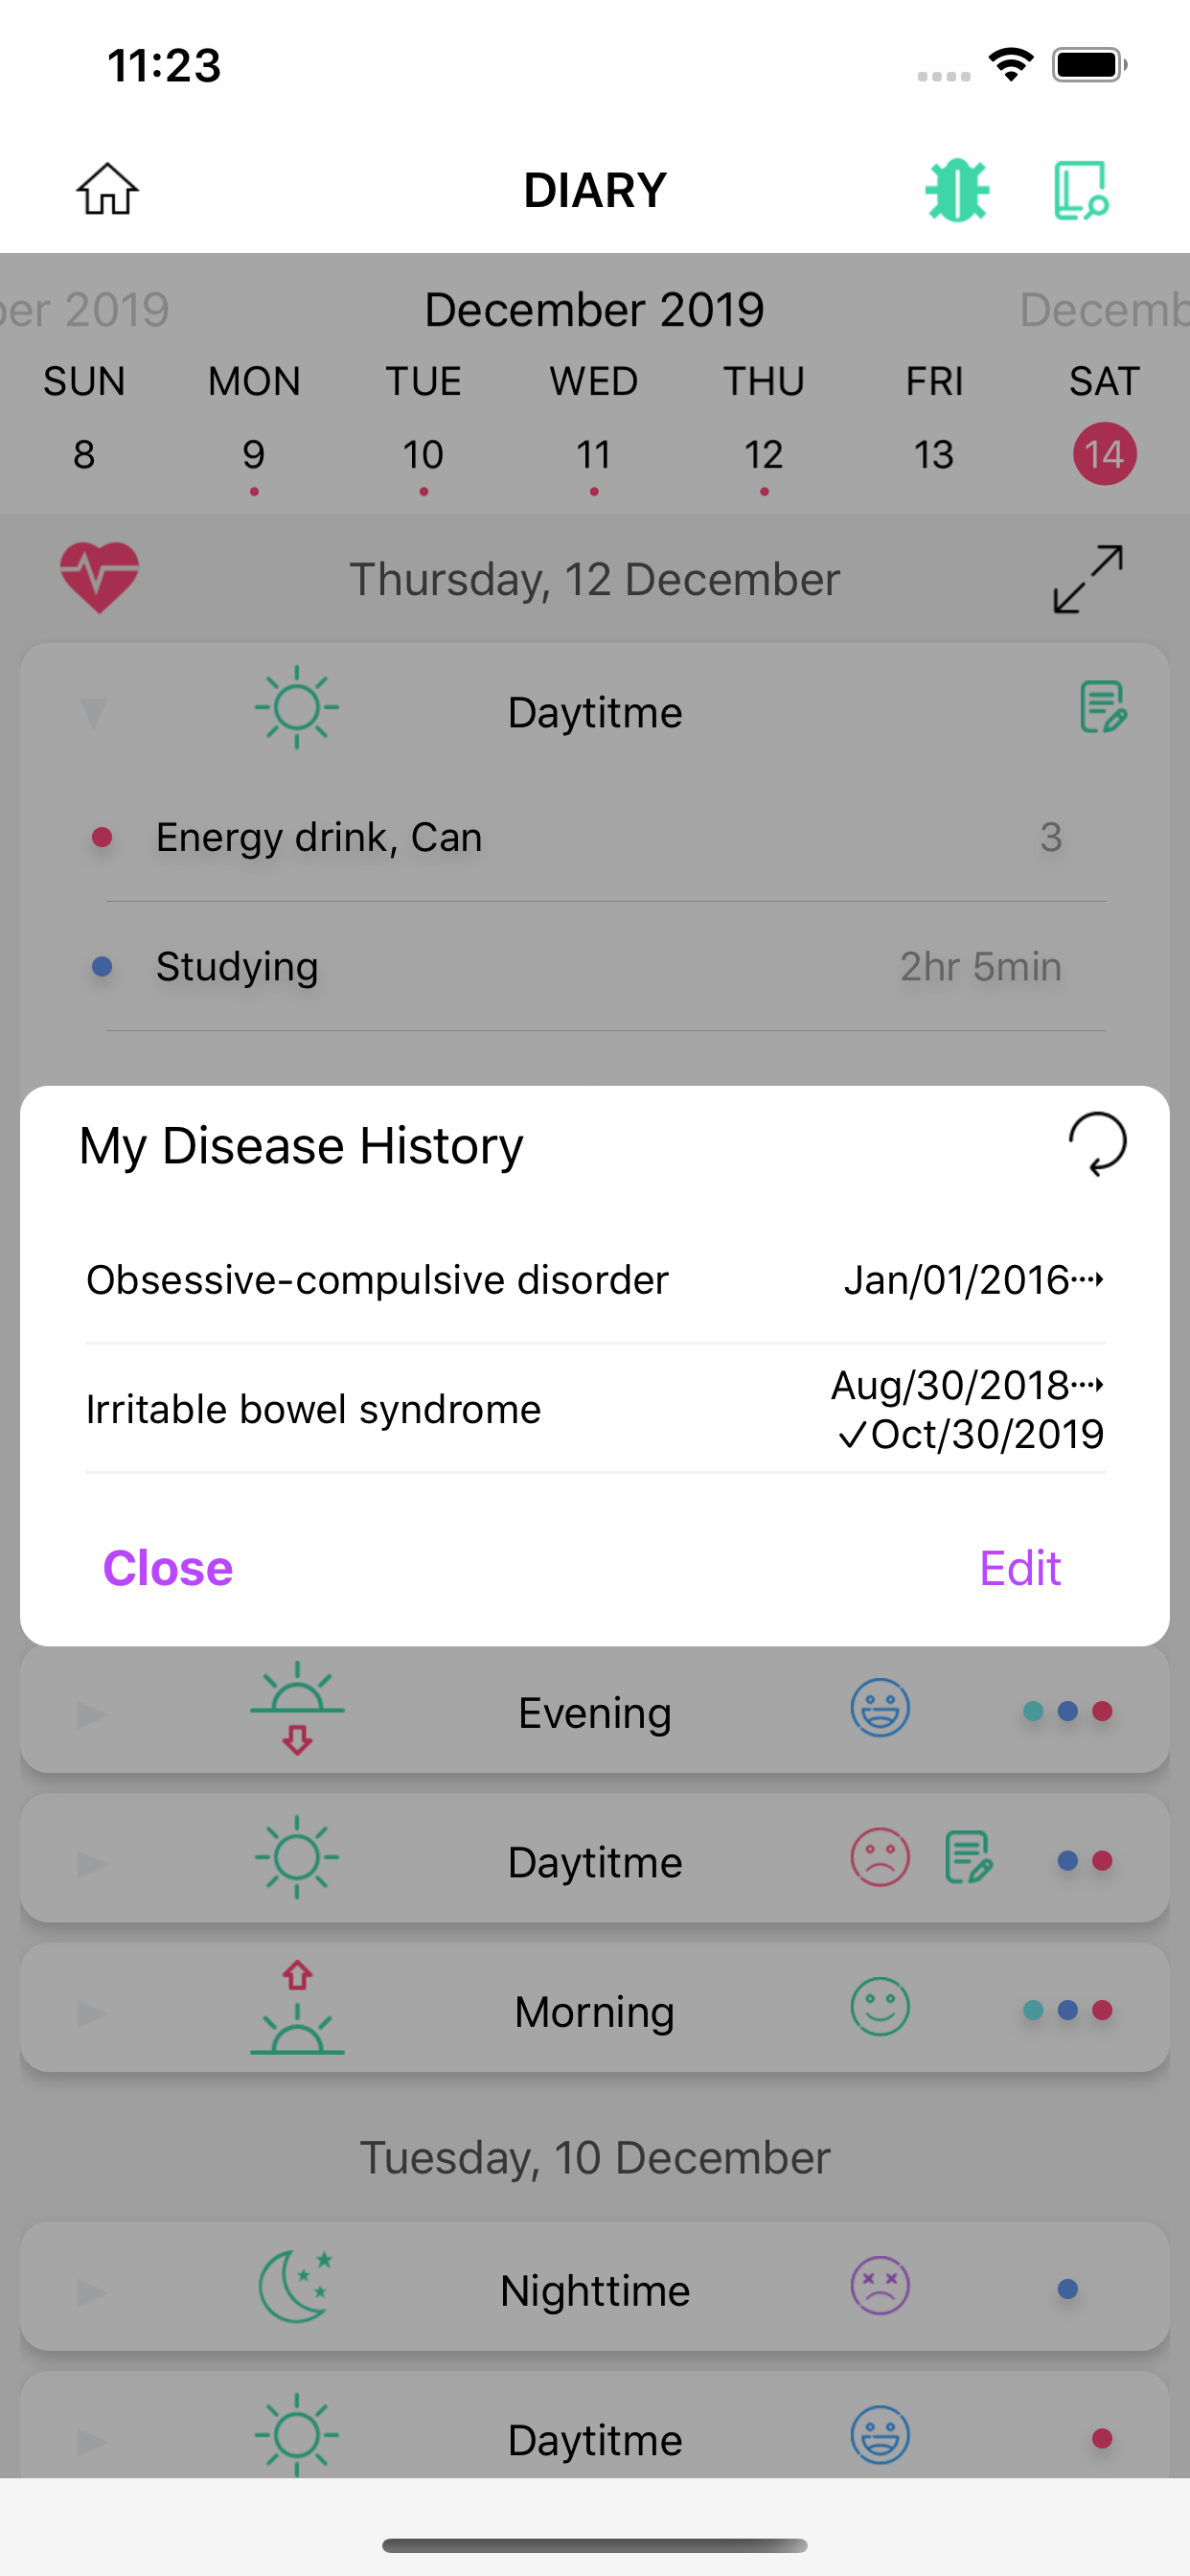 11:23
DIARY
ber 2019 December 2019 Decemb
SUN MON TUE WED THU FRI SAT
8 9 10 11 12 13 14
Thursday, 12 December
Daytitme
Energy drink, Can 3
Studying 2hr 5min
My Disease History
Obsessive-compulsive disorder Jan/01/2016
Irritable bowel syndrome Aug/30/2018
✓Oct/30/2019
Close Edit
Evening
Daytitme
Morning
Tuesday, 10 December
Nighttime
Daytitme